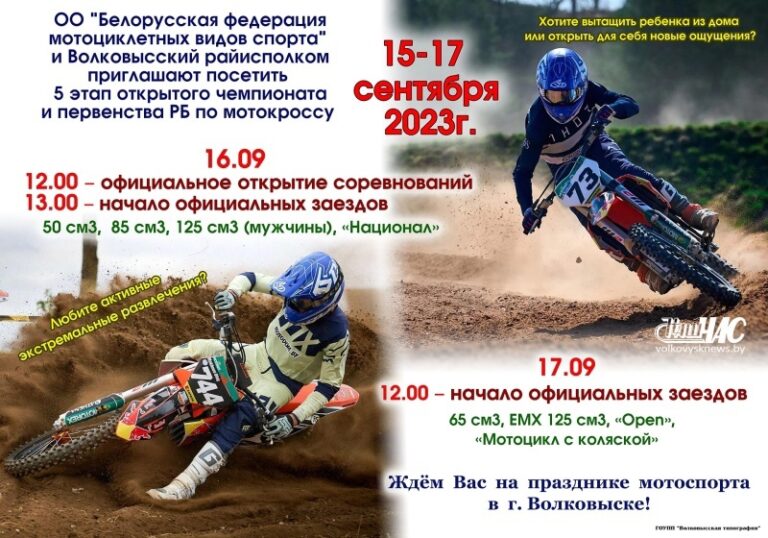 ОО "Белорусская федерация
мотоциклетных видов спорта"
и Волковысский райисполком
приглашают посетить
5 этап открытого чемпионата
и первенства РБ по мотокроссу
15-17
сентября
2023г.
Хотите вытащить ребенка из дома
или открыть для себя новые ощущения?
16.09
12.00 – официальное открытие соревнований
13.00 – начало официальных заездов
50 см3, 85 см3, 125 см3 (мужчины), «Национал»
Любите активные
экстремальные развлечения?
73
744
Наш ЧАС
volkovysknews.by
17.09
12.00 – начало официальных заездов
65 см3, EMX 125 см3, «Open»,
«Мотоцикл с коляской»
Ждём Вас на празднике мотоспорта
в г. Волковыске!
ГОУПП "Волковысская типография"